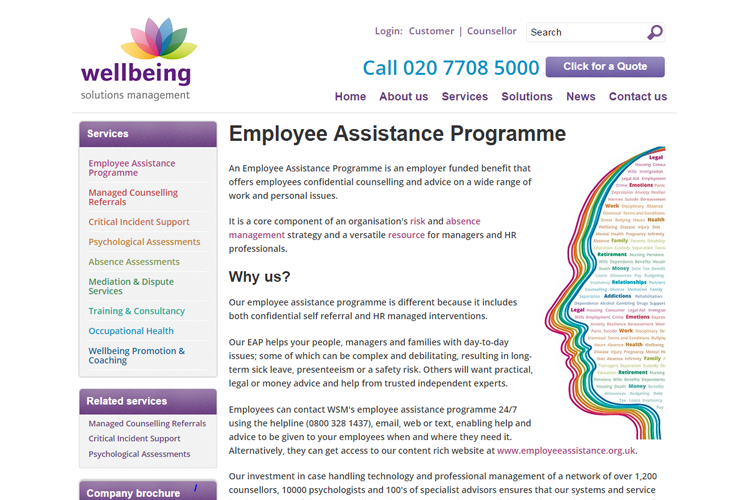 Login: Customer | Counsellor
Search
wellbeing
solutions management
Call 020 7708 5000
Click for a Quote
Home About us Services Solutions News Contact us
Services
Employee Assistance
Programme
Managed Counselling
Referrals
Critical Incident Support
Psychological Assessments
Absence Assessments
Mediation & Dispute
Services
Training & Consultancy
Occupational Health
Wellbeing Promotion &
Coaching
Related services
Managed Counselling Referrals
Critical Incident Support
Psychological Assessments
Company brochure
Employee Assistance Programme
An Employee Assistance Programme is an employer funded benefit that
offers employees confidential counselling and advice on a wide range of
work and personal issues.
It is a core component of an organisation's risk and absence
management strategy and a versatile resource for managers and HR
professionals.
Why us?
Our employee assistance programme is different because it includes
both confidential self referral and HR managed interventions.
Our EAP helps your people, managers and families with day-to-day
issues; some of which can be complex and debilitating, resulting in long-
term sick leave, presenteeism or a safety risk. Others will want practical,
legal or money advice and help from trusted independent experts.
Employees can contact WSM's employee assistance programme 24/7
using the helpline (0800 328 1437), email, web or text, enabling help and
advice to be given to your employees when and where they need it.
Alternatively, they can get access to our content rich website at www.employeeassistance.org.uk.
Our investment in case handling technology and professional management of a network of over 1,200
counsellors, 10000 psychologists and 100's of specialist advisors ensures that our systems and service
Legal
Emotions
Work
Family
Retirement
Money
Relationships
Addictions
Legal
Emotions
Work
Health
Family
Retirement
Money